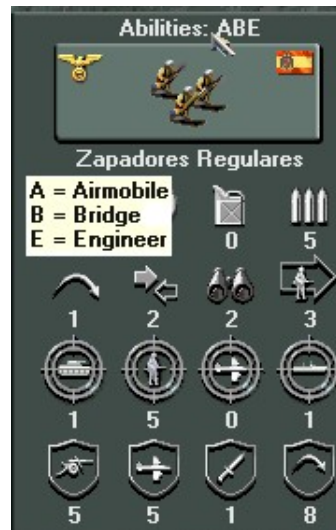 Abilities: ABE
Zapadores Regulares
A = Airmobile
B = Bridge
E = Engineer
0 5
1 2 2 3
1 5 0 1
5 5 1 8